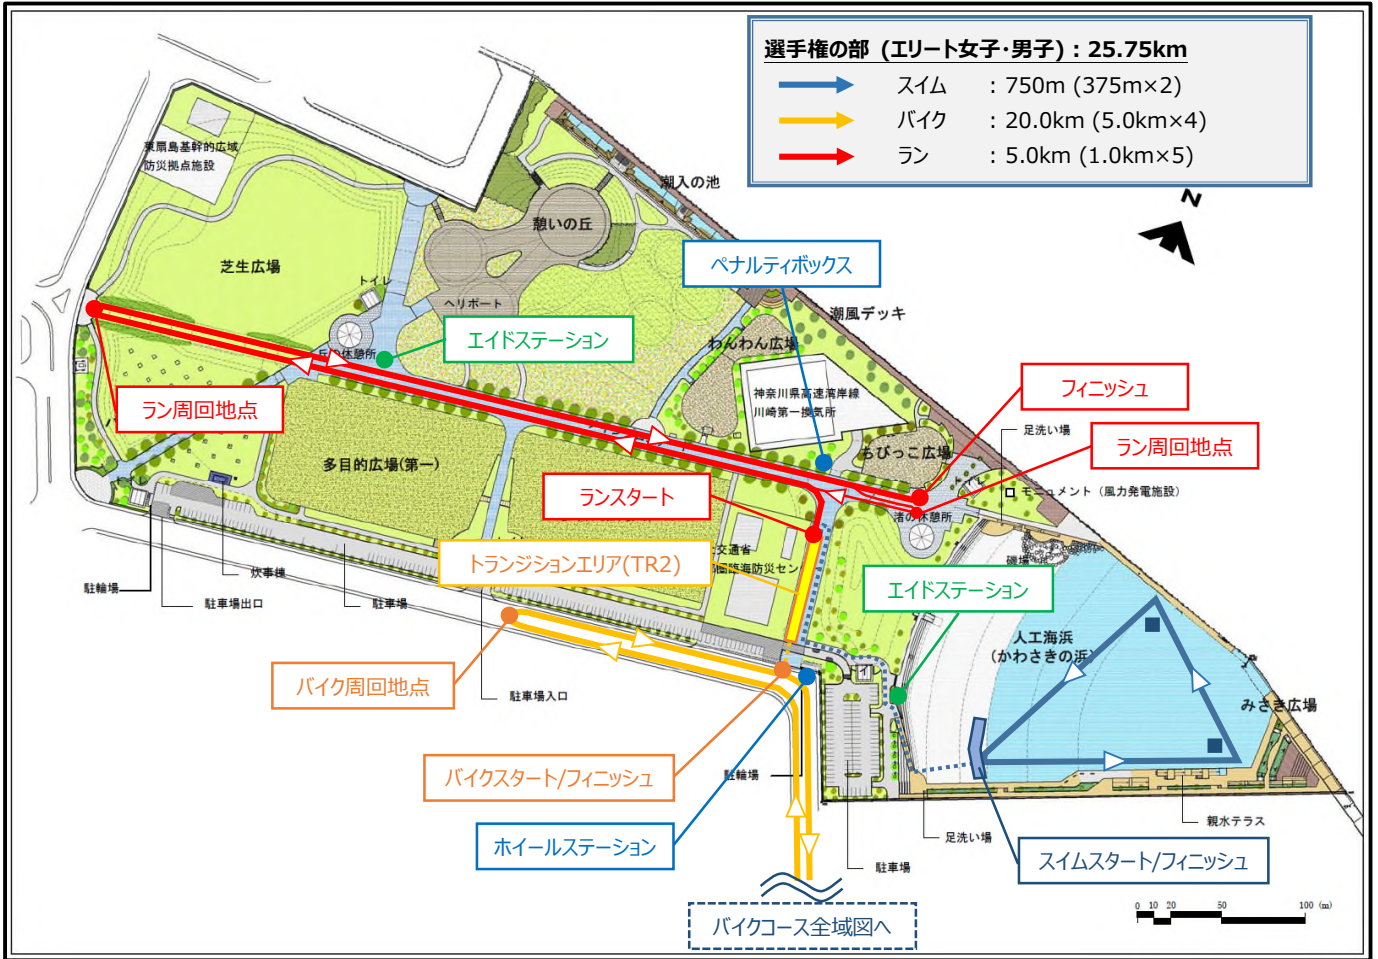 選手権の部 (エリート女子・男子) : 25.75km
スイム : 750m (375m×2)
バイク : 20.0km (5.0km×4)
ラン : 5.0km (1.0km×5)
N
東扇島基幹的広域
防災拠点施設
潮入の池
憩いの丘
ペナルティボックス
芝生広場
トイレ
ヘリポート
潮風デッキ
エイドステーション
わんわん広場
丘の休憩所
神奈川県高速湾岸線
川崎第一換気所
フィニッシュ
ラン周回地点
足洗い場
ラン周回地点
ちびっこ広場
多目的広場(第一)
トイレ
ランスタート
モニュメント（風力発電施設）
渚の休憩所
トランジションエリア(TR2)
磯場
駐輪場
炊事棟
駐車場出口
駐車場
エイドステーション
人工海浜
(かわさきの浜)
バイク周回地点
駐車場入口
トイレ
みさき広場
バイクスタート/フィニッシュ
駐輪場
親水テラス
足洗い場
ホイールステーション
駐車場
スイムスタート/フィニッシュ
バイクコース全域図へ
0 10 20 50 100 (m)